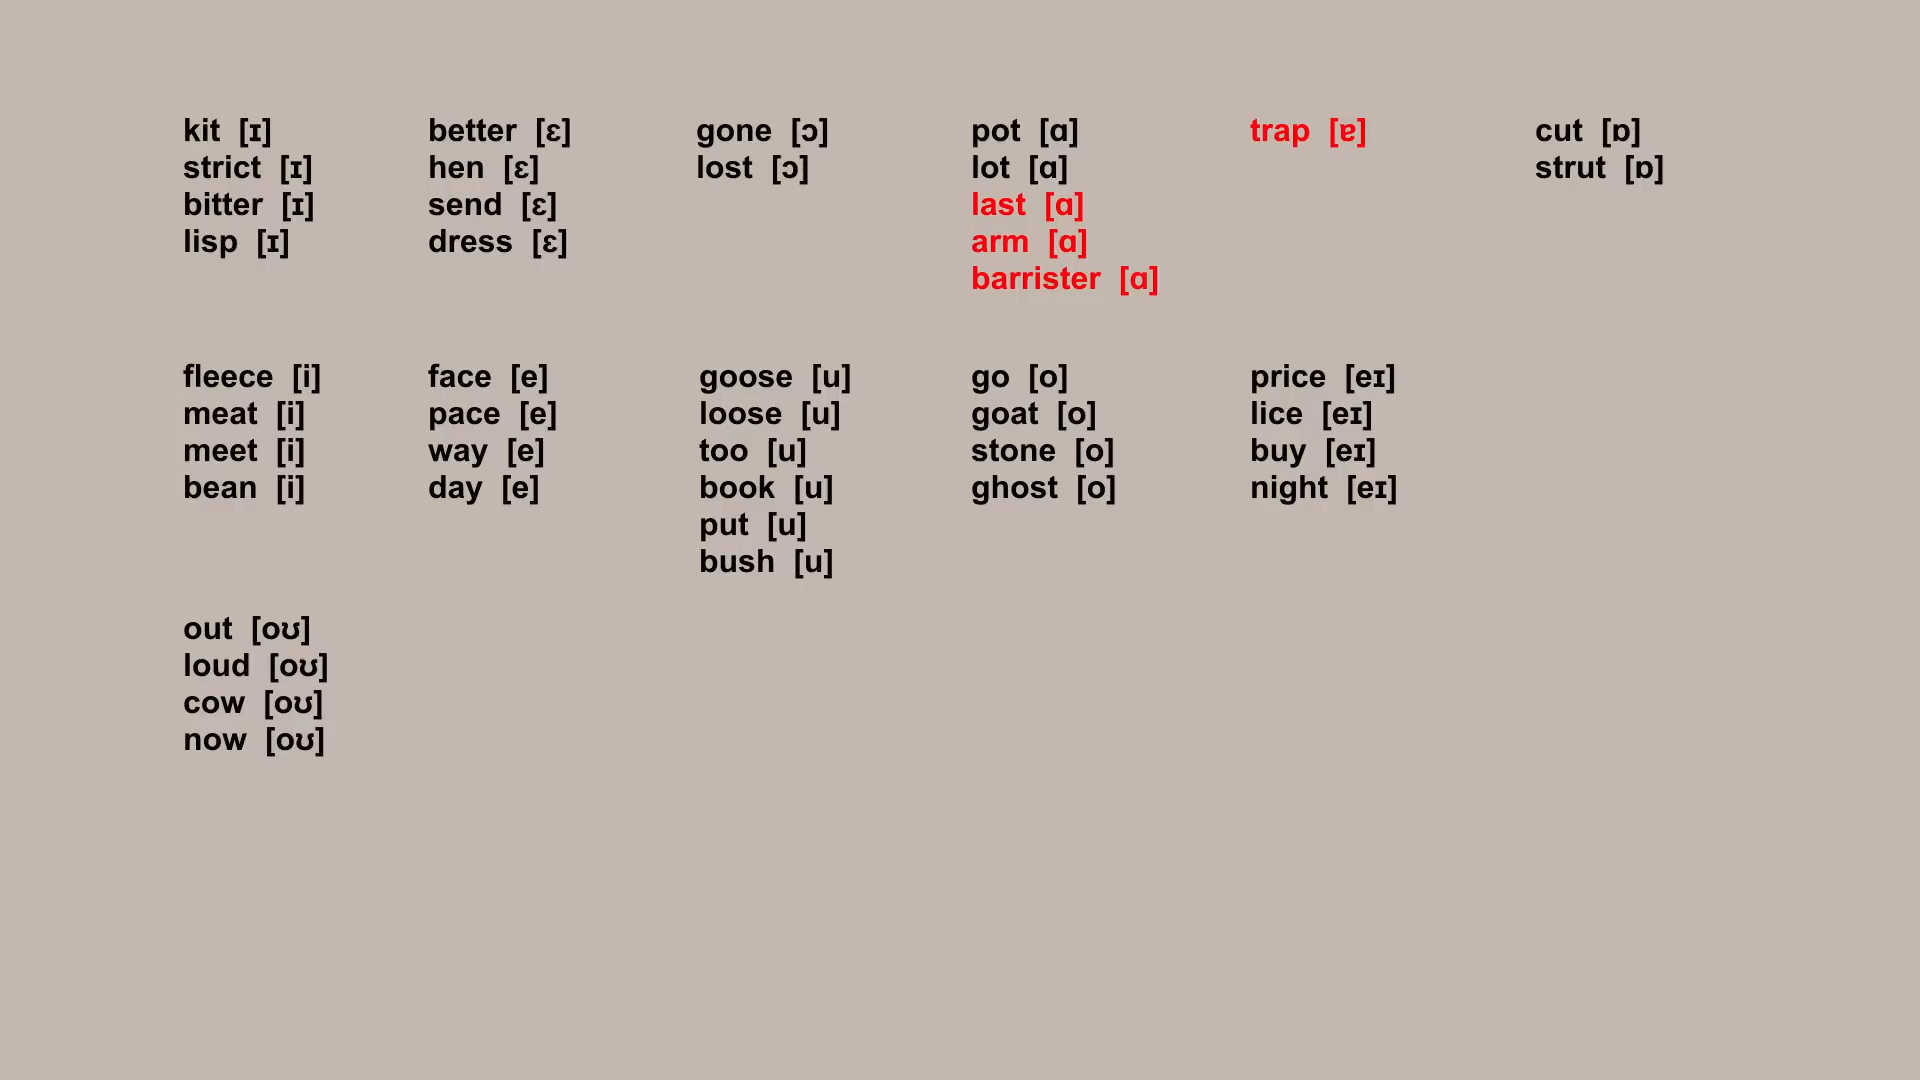 kit [ɪ]
strict [ɪ]
bitter [ɪ]
lisp [ɪ]
better [ɛ]
hen [ɛ]
send [ɛ]
dress [ɛ]
gone [ɔ]
lost [ɔ]
pot [ɑ]
lot [ɑ]
last [ɑ]
arm [ɑ]
barrister [ɑ]
trap [ɐ]
cut [ɒ]
strut [ɒ]
fleece [i]
meat [i]
meet [i]
bean [i]
face [e]
pace [e]
way [e]
day [e]
goose [u]
loose [u]
too [u]
book [u]
put [u]
bush [u]
go [o]
goat [o]
stone [o]
ghost [o]
price [eɪ]
lice [eɪ]
buy [eɪ]
night [eɪ]
out [oʊ]
loud [oʊ]
cow [oʊ]
now [oʊ]